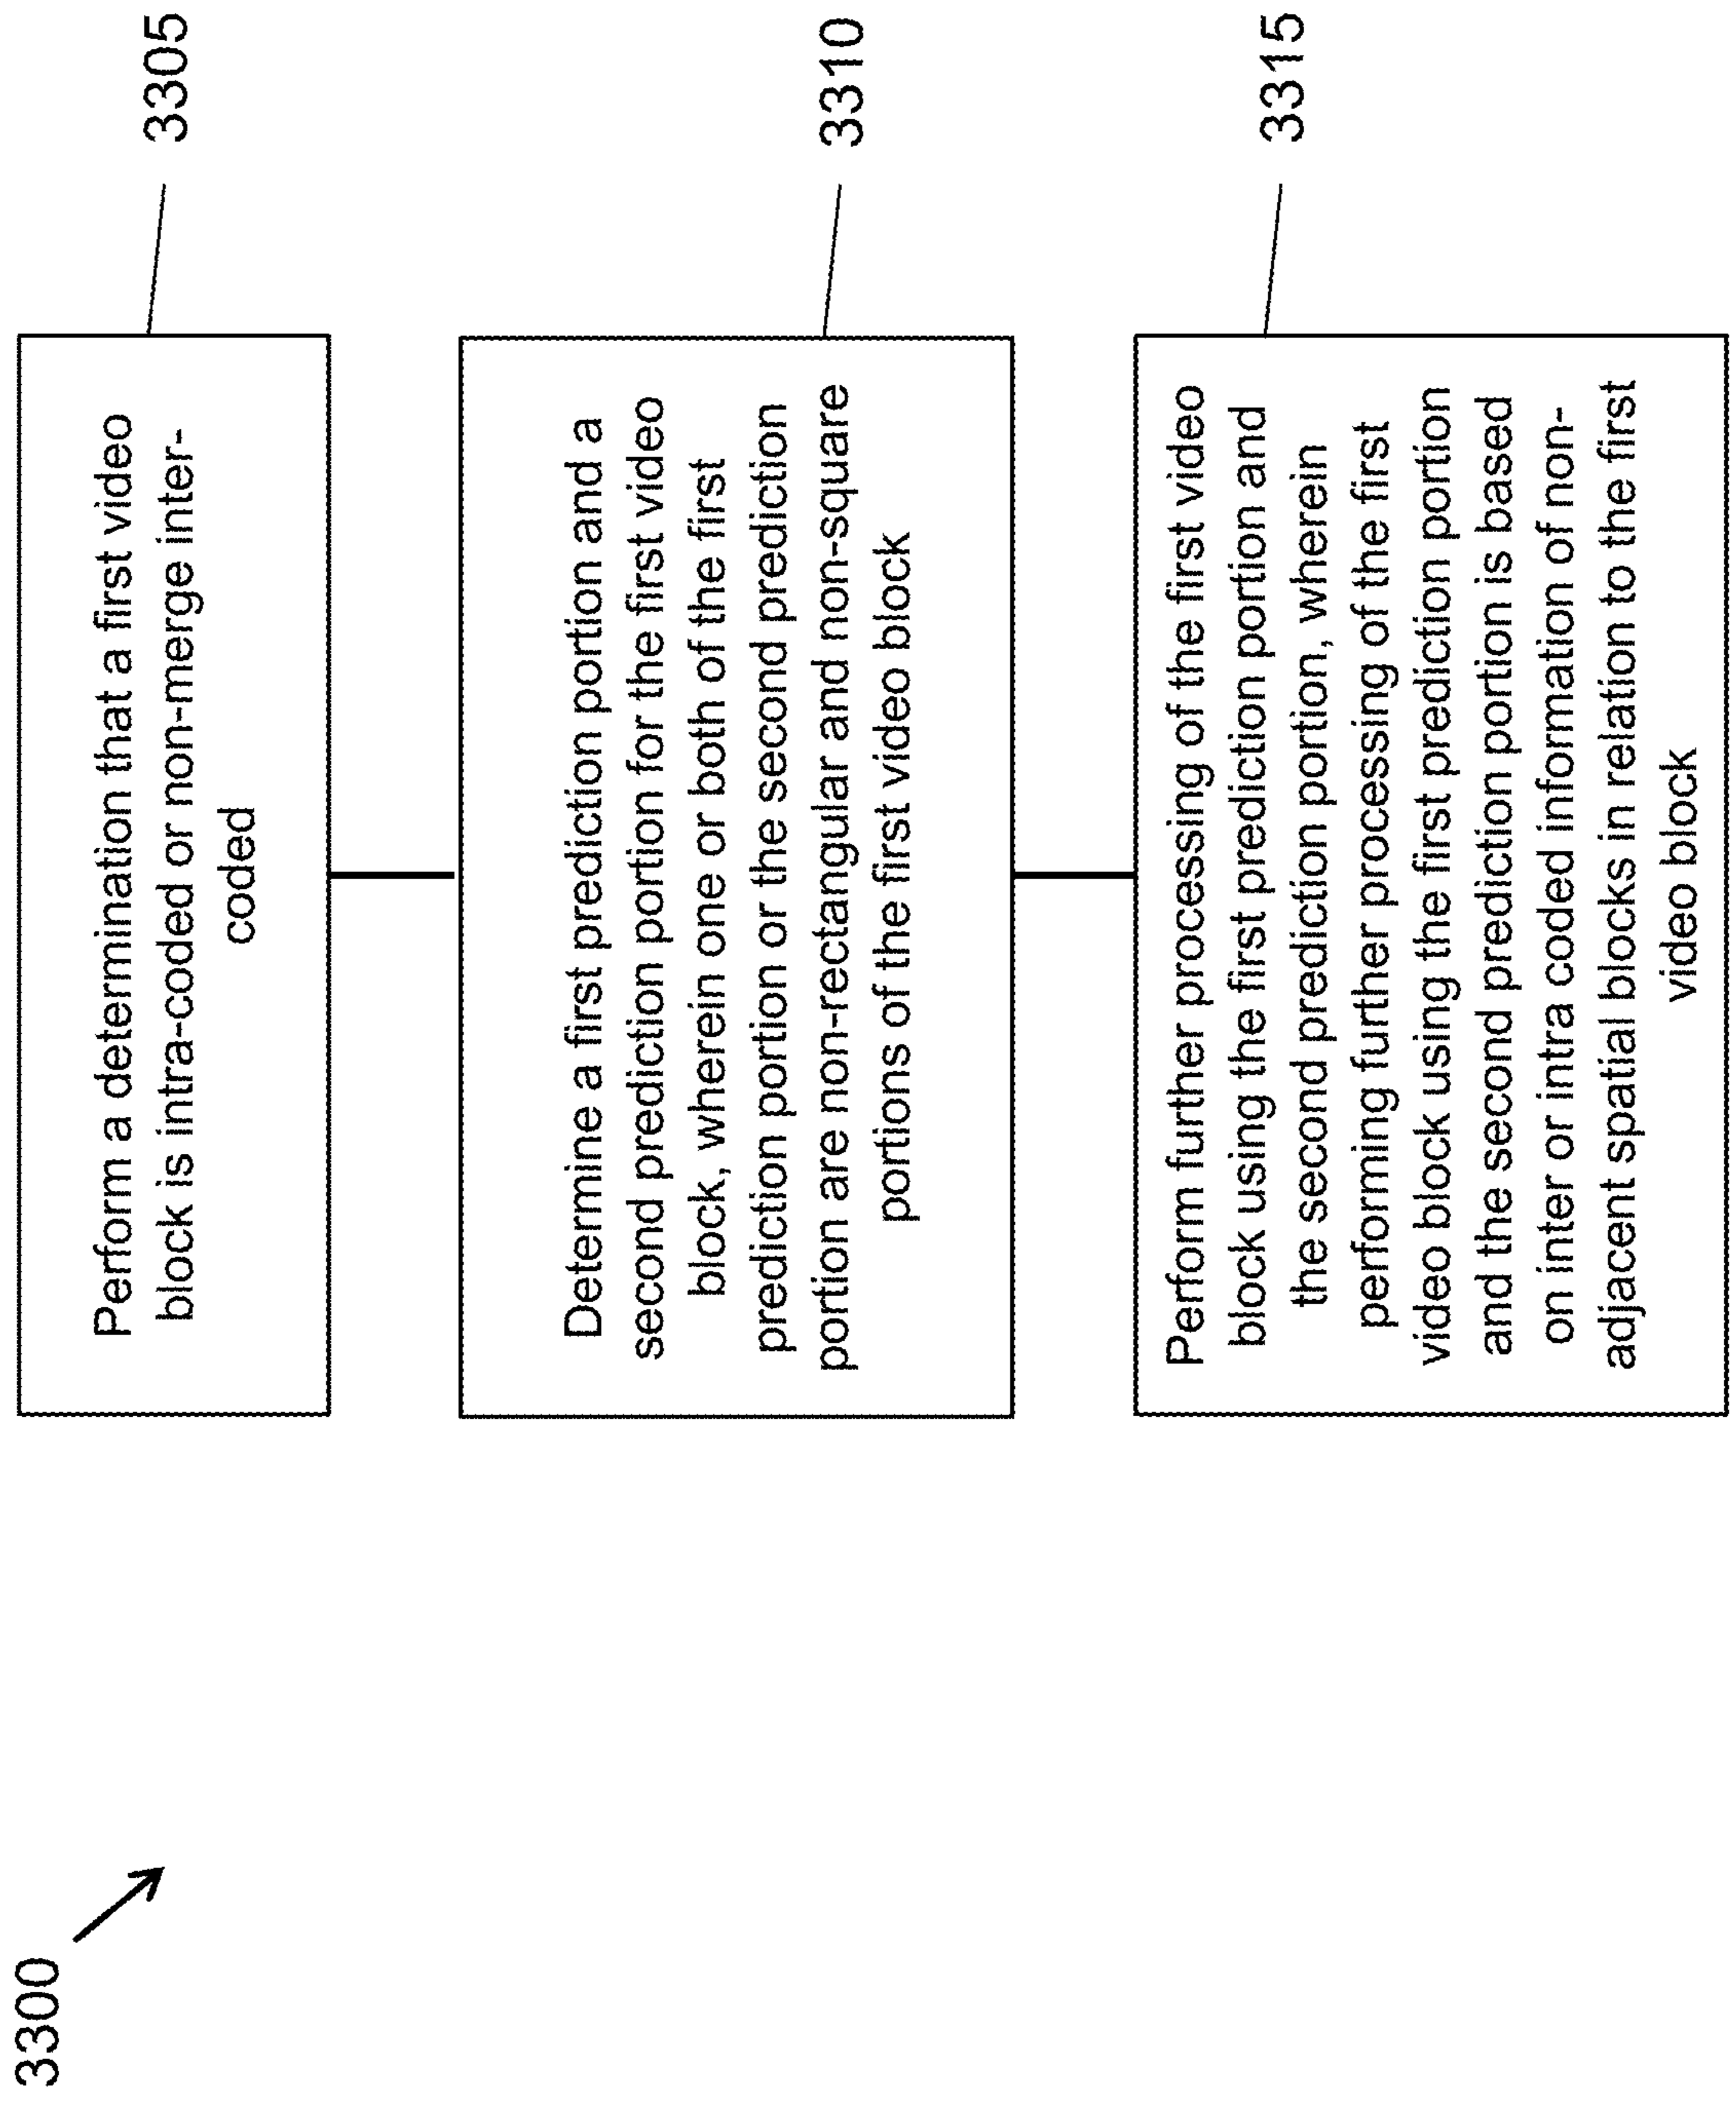 3300
Perform a determination that a first video
block is intra-coded or non-merge inter-
coded
3305
Determine a first prediction portion and a
second prediction portion for the first video
block, wherein one or both of the first
prediction portion or the second prediction
portion are non-rectangular and non-square
portions of the first video block
3310
Perform further processing of the first video
block using the first prediction portion and
the second prediction portion, wherein
performing further processing of the first
video block using the first prediction portion
and the second prediction portion is based
on inter or intra coded information of non-
adjacent spatial blocks in relation to the first
video block
3315